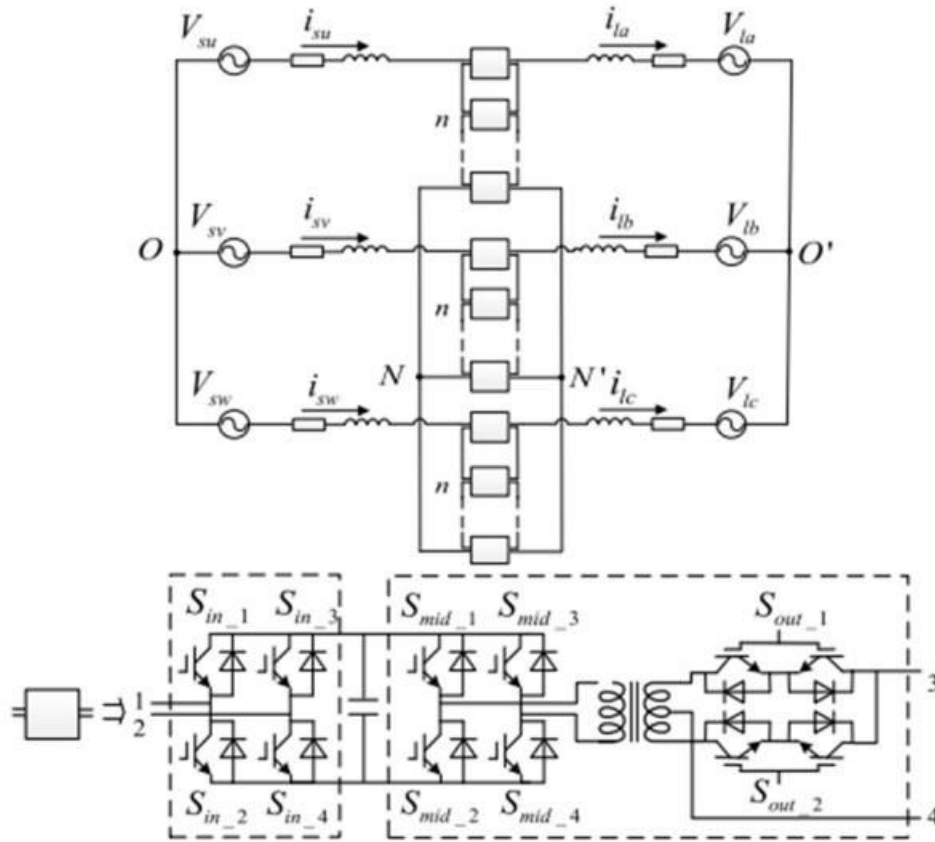 V_su i_su i_la V_la
n
V_sv i_sv i_lb V_lb
O O'
n
N N'
V_sw i_sw i_lc V_lc
n
S_in_1 S_in_3 S_mid_1 S_mid_3 S_out_1
1 3
2
S_in_2 S_in_4 S_mid_2 S_mid_4 S_out_2
4